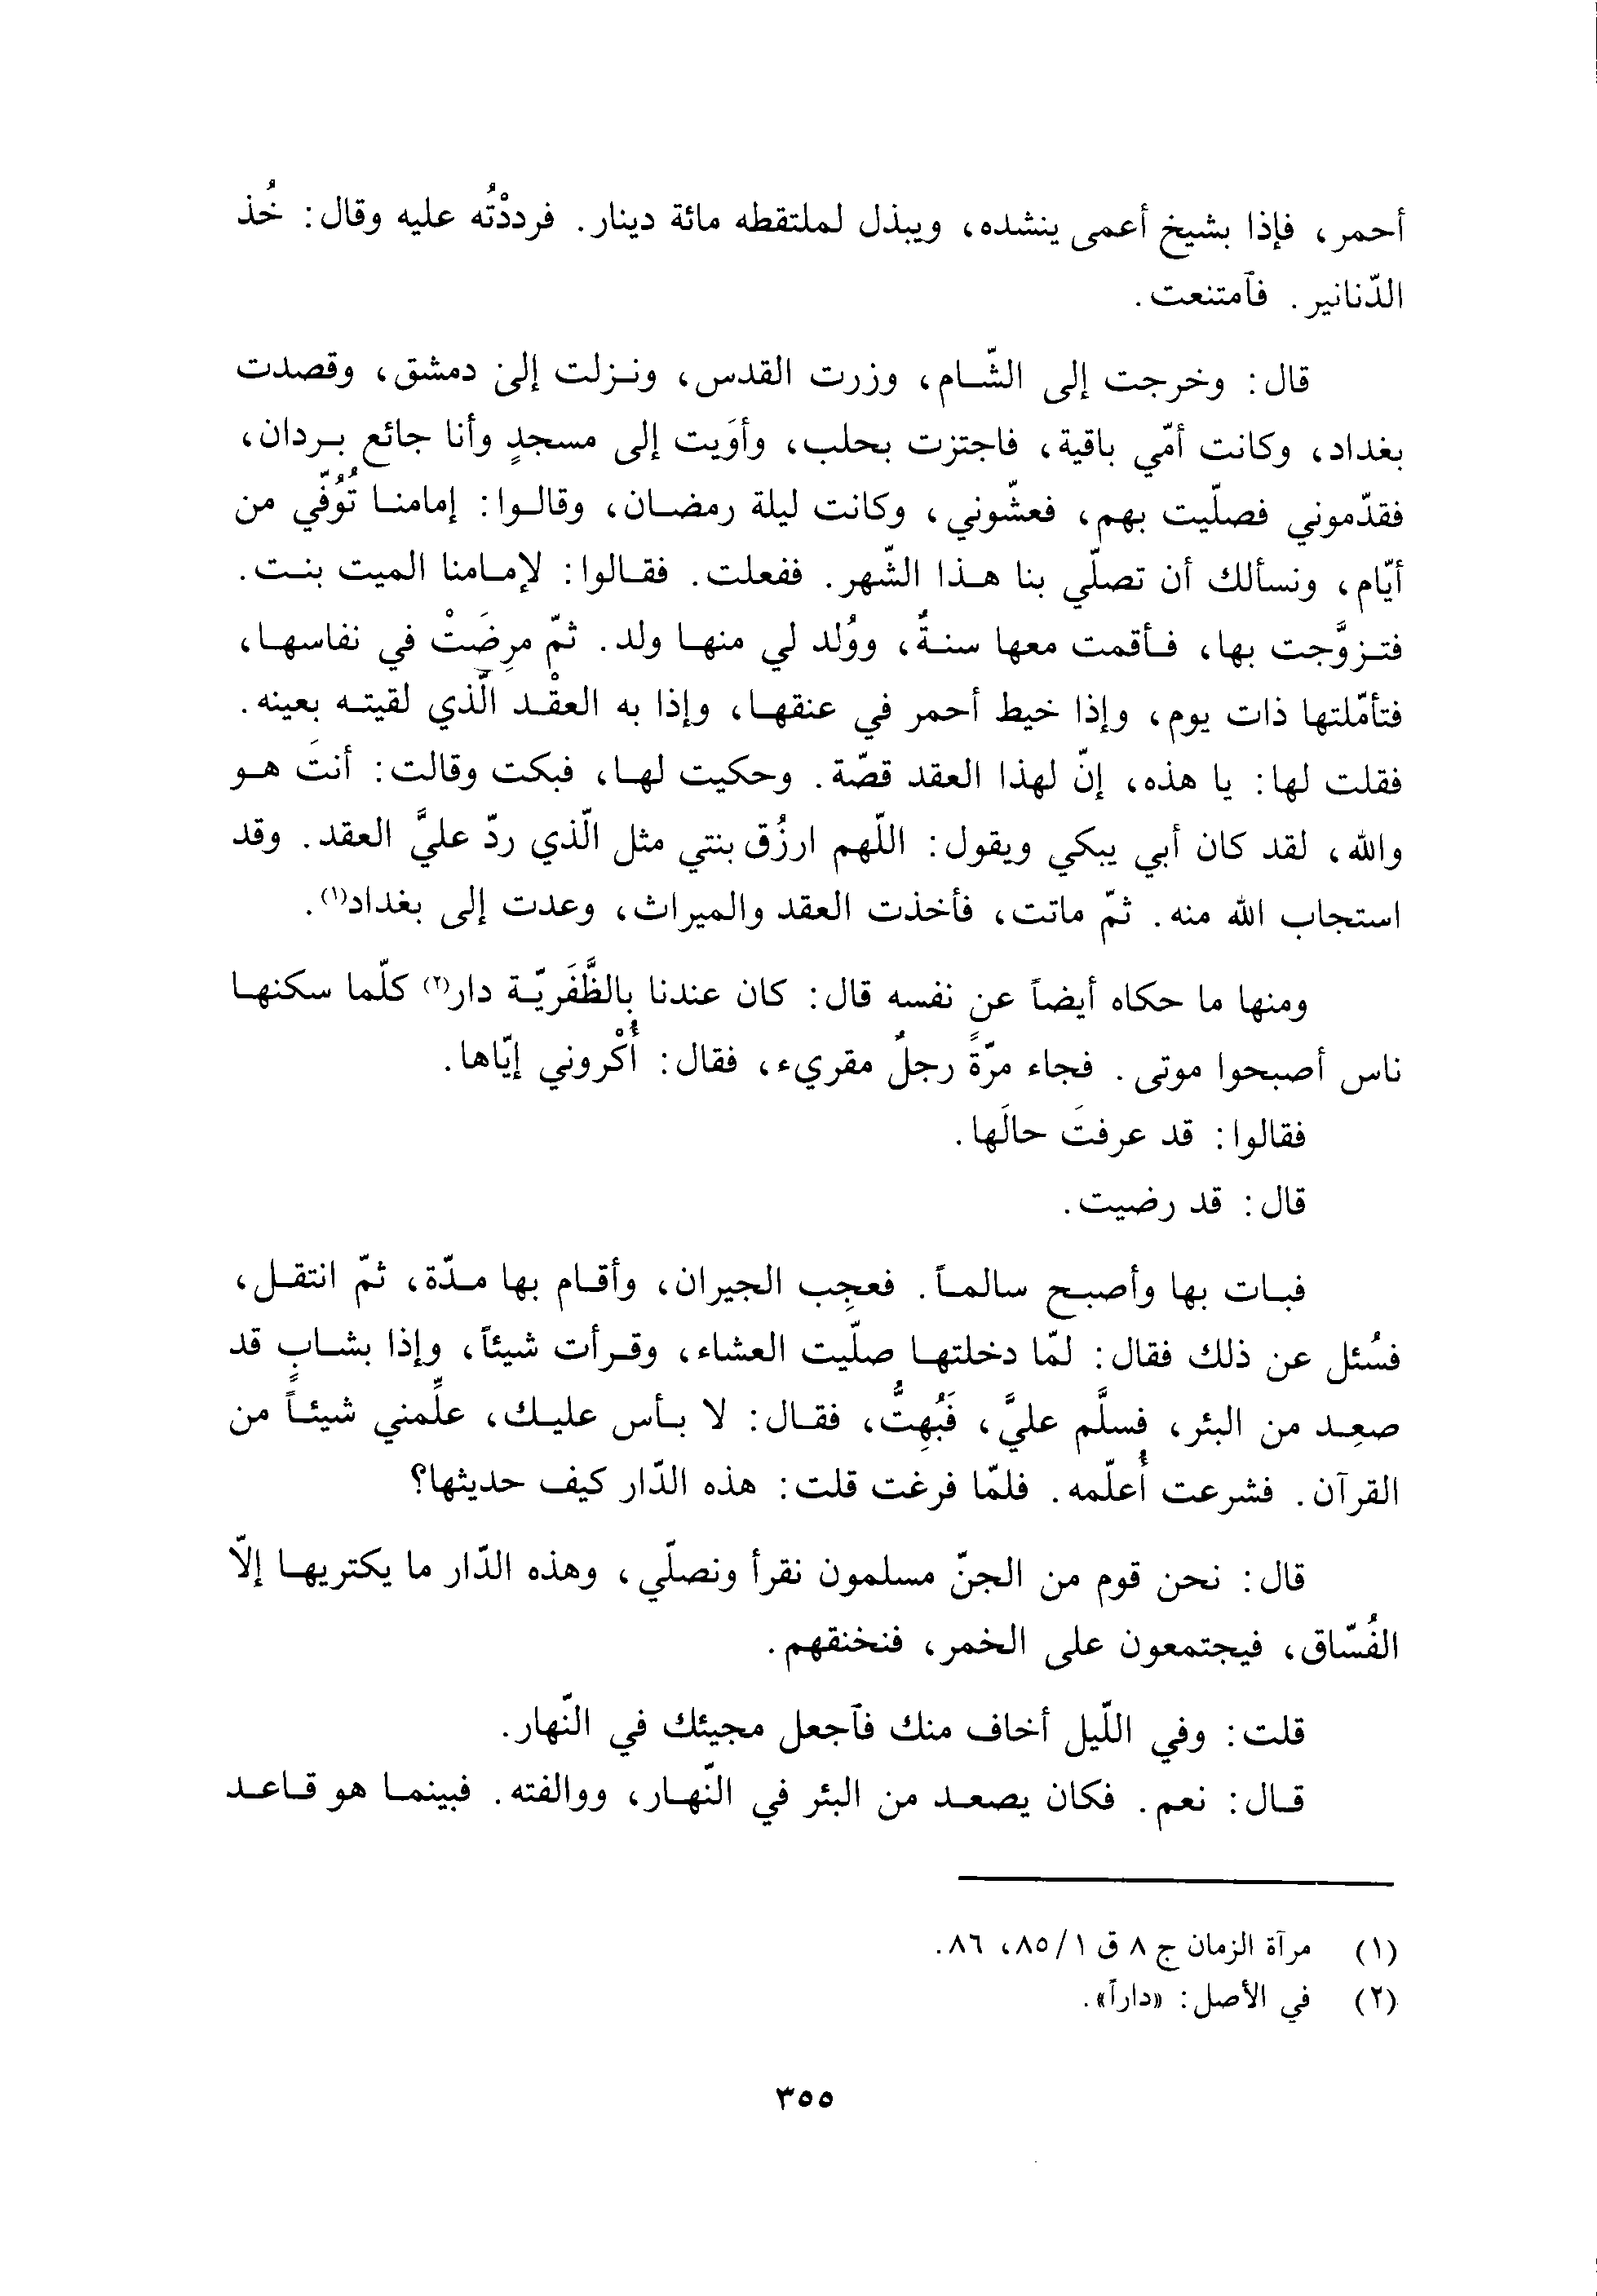 أحمر، فإذا بشيخ أعمى ينشده، ويبذل لملتقطه مائة دينار. فرددْتُه عليه وقال: خُذ
الدّنانير. فآمتنعت.
قال: وخرجت إلى الشّام، وزرت القدس، ونزلت إلىٰ دمشق، وقصدت
بغداد، وكانت أمّي باقية، فاجتزت بحلب، وأوَيت إلى مسجدٍ وأنا جائع بردان،
فقدّموني فصلّيت بهم، فعشّوني، وكانت ليلة رمضان، وقالوا: إمامنا تُوُفّي من
أيّام، ونسألك أن تصلّي بنا هذا الشّهر. ففعلت. فقالوا: لإمامنا الميت بنت.
فتزوَّجت بها، فأقمت معها سنةً، ووُلد لي منها ولد. ثمّ مرِضَتْ في نفاسها،
فتأمّلتها ذات يوم، وإذا خيط أحمر في عنقها، وإذا به العقْد الّذي لقيته بعينه.
فقلت لها: يا هذه، إنّ لهذا العقد قصّة. وحكيت لها، فبكت وقالت: أنتَ هو
والله، لقد كان أبي يبكي ويقول: اللّهم ارزُق بنتي مثل الّذي ردّ عليَّ العقد. وقد
استجاب الله منه. ثمّ ماتت، فأخذت العقد والميراث، وعدت إلى بغداد(١).
ومنها ما حكاه أيضاً عن نفسه قال: كان عندنا بالظَّفَريّة دار(٢) كلّما سكنها
ناس أصبحوا موتى. فجاء مرّةً رجلٌ مقريء، فقال: أُكْروني إيّاها.
فقالوا: قد عرفتَ حالَها.
قال: قد رضيت.
فبات بها وأصبح سالماً. فعجِب الجيران، وأقام بها مدّة، ثمّ انتقل،
فسُئل عن ذلك فقال: لمّا دخلتها صلّيت العشاء، وقرأت شيئاً، وإذا بشابٍ قد
صعِد من البئر، فسلَّم عليَّ، فَبُهِتُّ، فقال: لا بأس عليك، علِّمني شيئاً من
القرآن. فشرعت أُعلّمه. فلمّا فرغت قلت: هذه الدّار كيف حديثها؟
قال: نحن قوم من الجنّ مسلمون نقرأ ونصلّي، وهذه الدّار ما يكتريها إلّا
الفُسّاق، فيجتمعون على الخمر، فنخنقهم.
قلت: وفي اللّيل أخاف منك فآجعل مجيئك في النّهار.
قال: نعم. فكان يصعد من البئر في النّهار، ووالفته. فبينما هو قاعد
(١) مرآة الزمان ج ٨ ق ١/ ٨٥، ٨٦.
(٢) في الأصل: «داراً».
٣٥٥